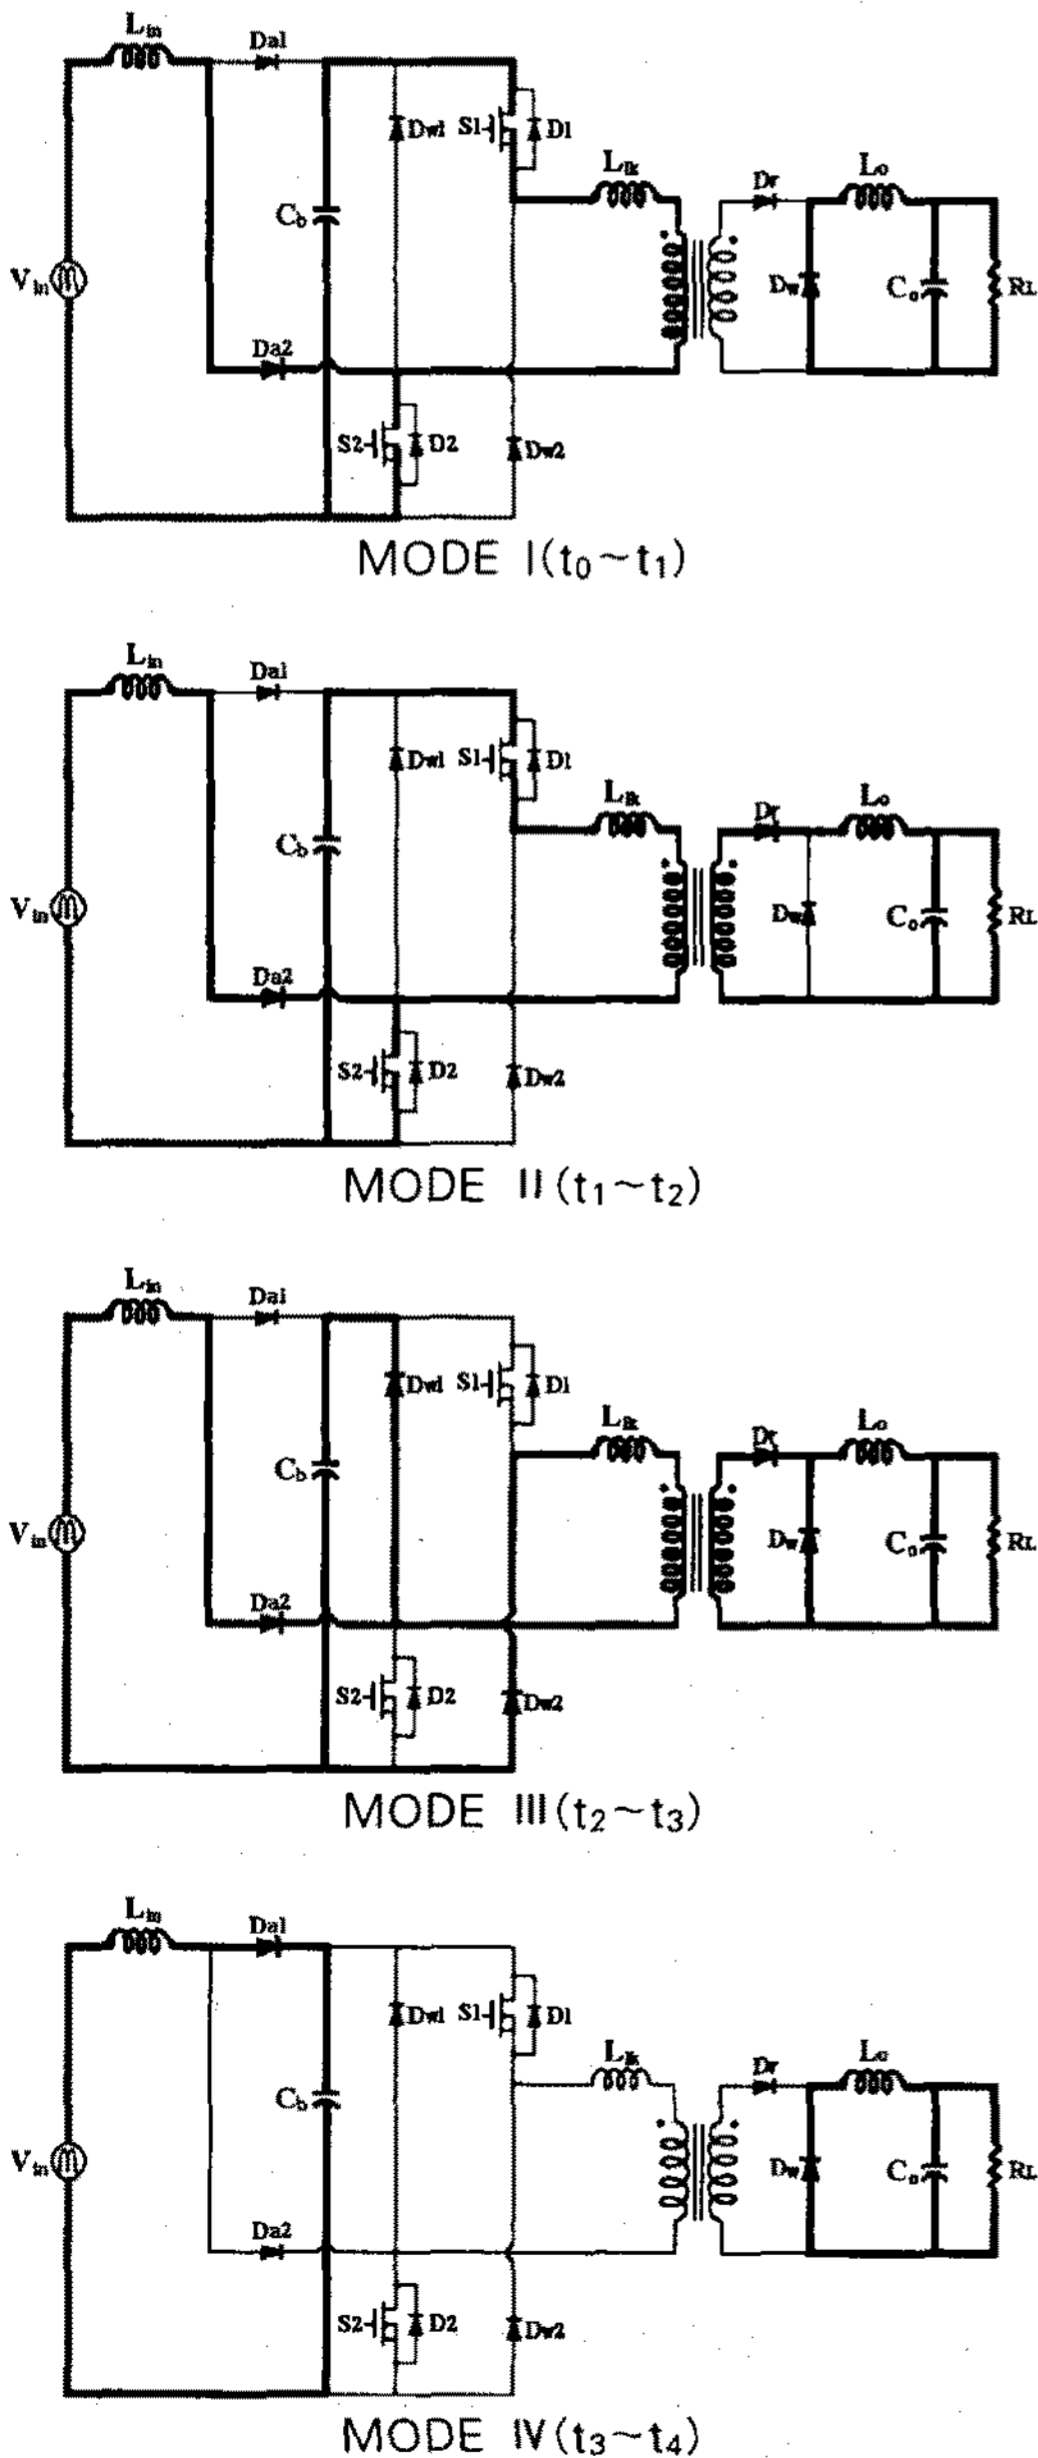 Lin
Da1
Dw1 S1 D1
Llk
Dr
Lo
Cb
Vin
Dw
Co
RL
Da2
S2 D2
Dw2
MODE I(t0~t1)
Lin
Da1
Dw1 S1 D1
Llk
Dr
Lo
Cb
Vin
Dw
Co
RL
Da2
S2 D2
Dw2
MODE II(t1~t2)
Lin
Da1
Dw1 S1 D1
Llk
Dr
Lo
Cb
Vin
Dw
Co
RL
Da2
S2 D2
Dw2
MODE III(t2~t3)
Lin
Da1
Dw1 S1 D1
Llk
Dr
Lo
Cb
Vin
Dw
Co
RL
Da2
S2 D2
Dw2
MODE IV(t3~t4)